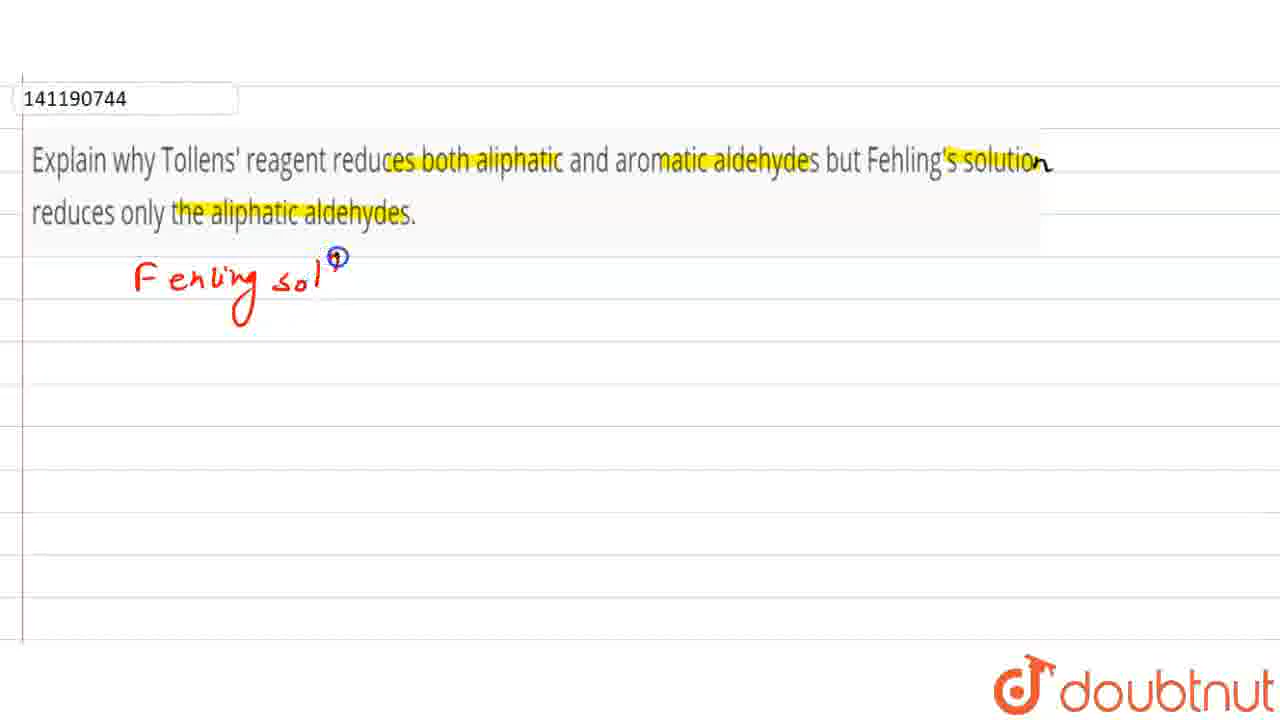 141190744
Explain why Tollens' reagent reduces both aliphatic and aromatic aldehydes but Fehling's solution
reduces only the aliphatic aldehydes.
Fehling solⁿ
doubtnut